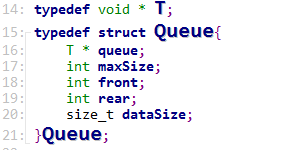 14: typedef void * T;
15: typedef struct Queue{
16: T * queue;
17: int maxSize;
18: int front;
19: int rear;
20: size_t dataSize;
21: }Queue;